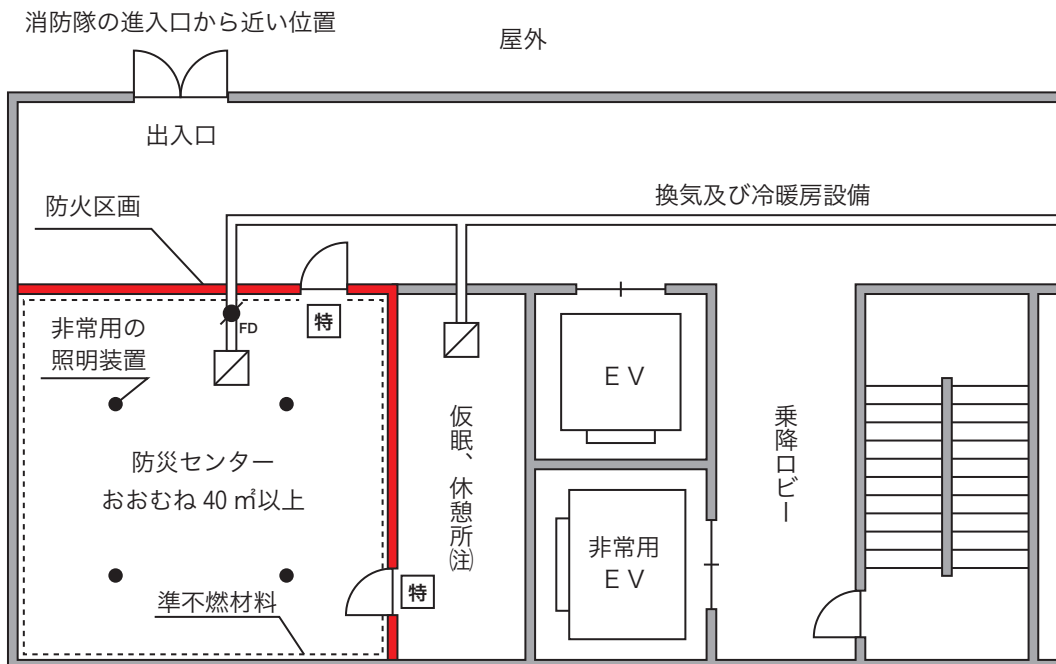 消防隊の進入口から近い位置
屋外
出入口
防火区画
換気及び冷暖房設備
特
FD
非常用の
照明装置
EV
仮眠、休憩所㊟
乗降ロビー
防災センター
おおむね 40 ㎡以上
非常用
EV
特
準不燃材料